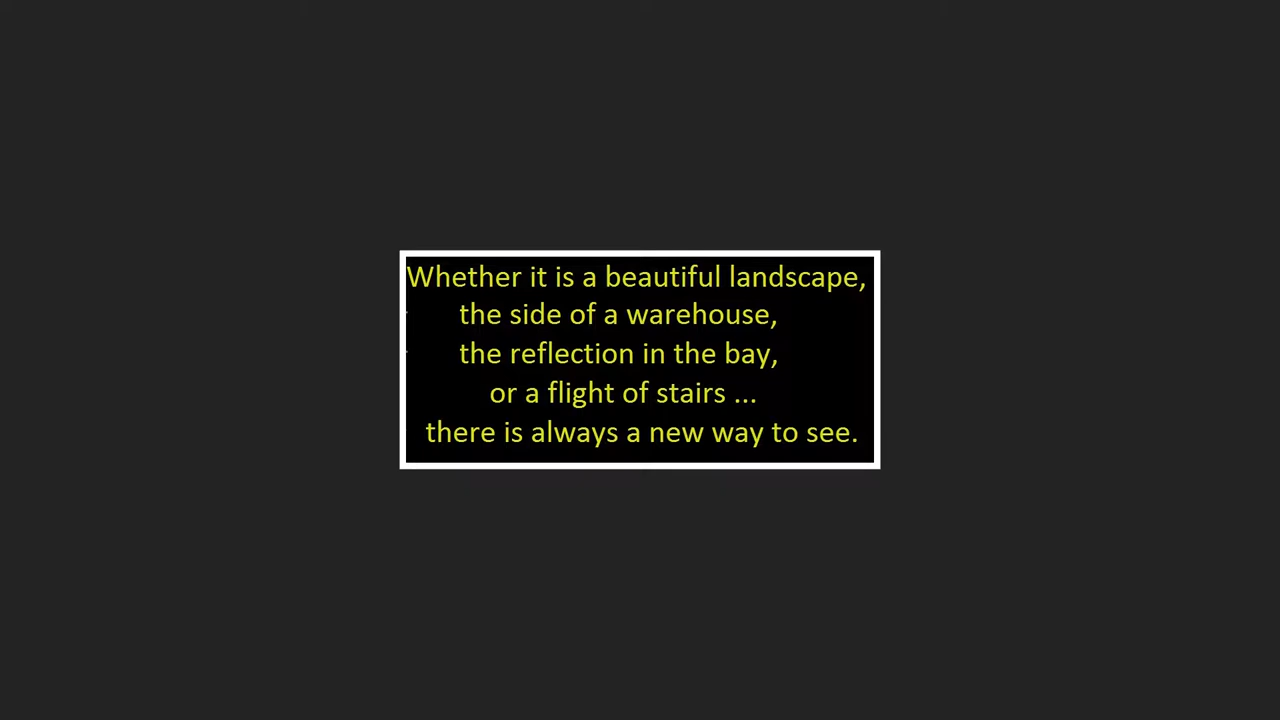 Whether it is a beautiful landscape,
the side of a warehouse,
the reflection in the bay,
or a flight of stairs ...
there is always a new way to see.